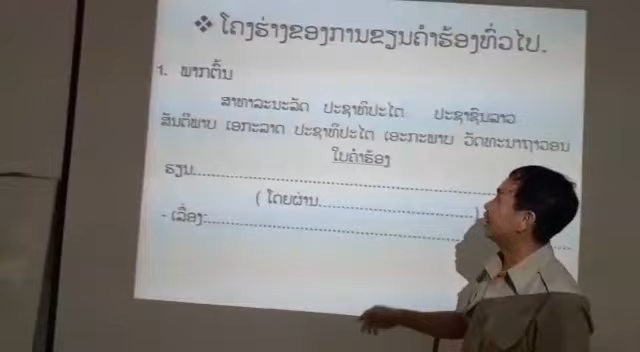 ❖ ໂຄງຮ່າງຂອງການຂຽນຄໍາຮ້ອງທົ່ວໄປ.
1. ພາກຕົ້ນ
ສາທາລະນະລັດ ປະຊາທິປະໄຕ ປະຊາຊົນລາວ
ສັນຕິພາບ ເອກະລາດ ປະຊາທິປະໄຕ ເອະກະພາບ ວັດທະນາຖາວອນ
ໃບຄໍາຮ້ອງ
ຮຽນ............................................................
( ໂດຍຜ່ານ..............................)
- ເລື່ອງ:............................................................